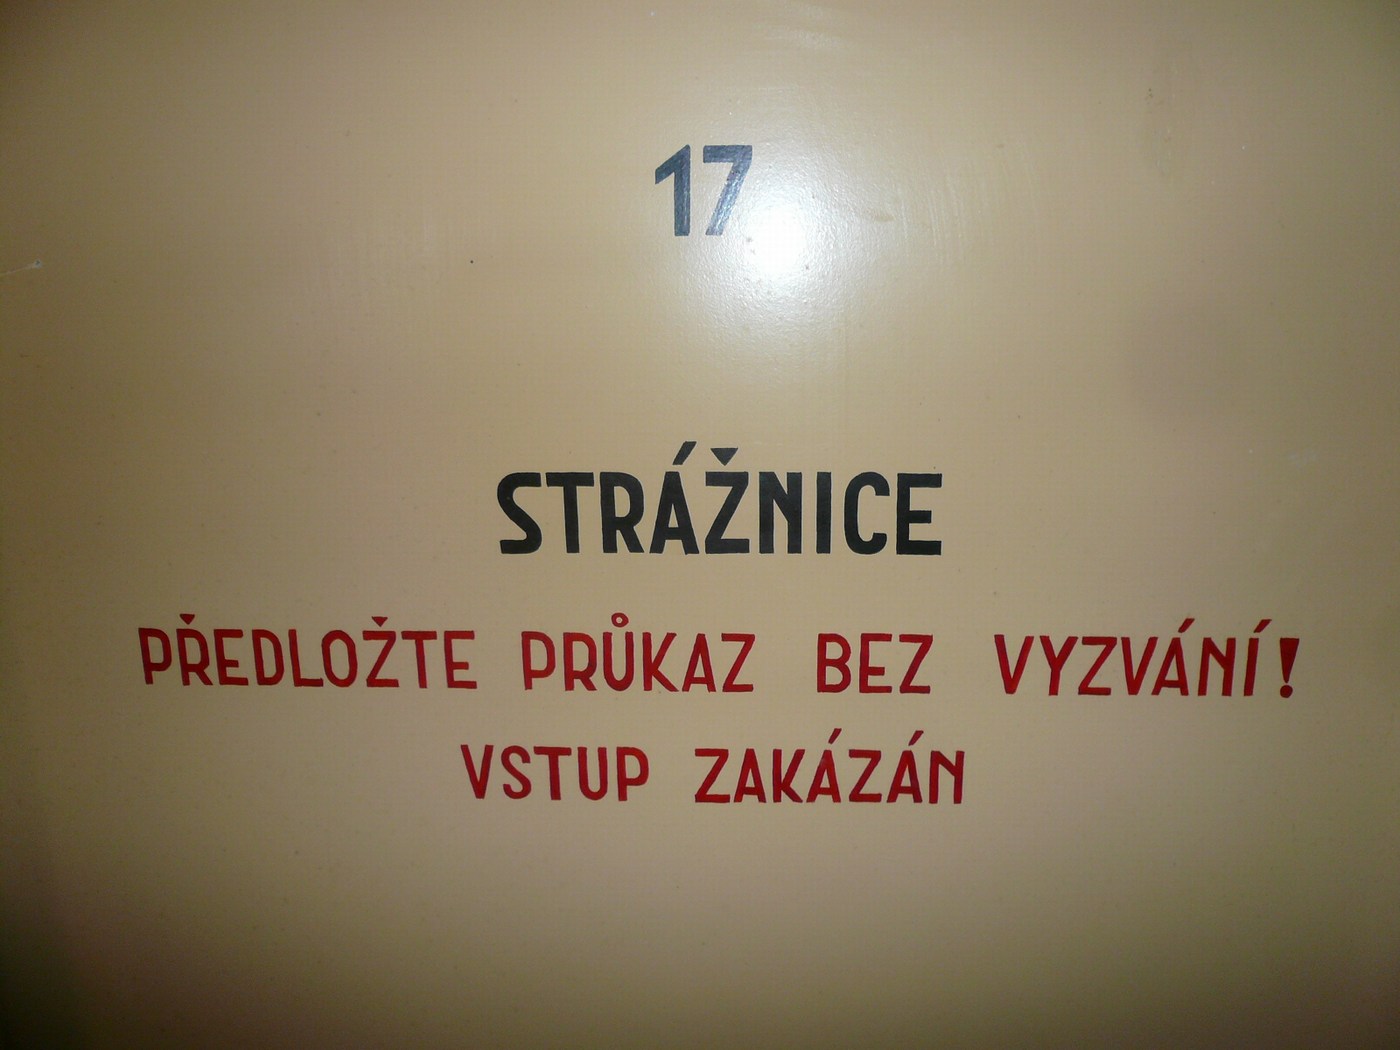 17
STRÁŽNICE
PŘEDLOŽTE PRŮKAZ BEZ VYZVÁNÍ!
VSTUP ZAKÁZÁN